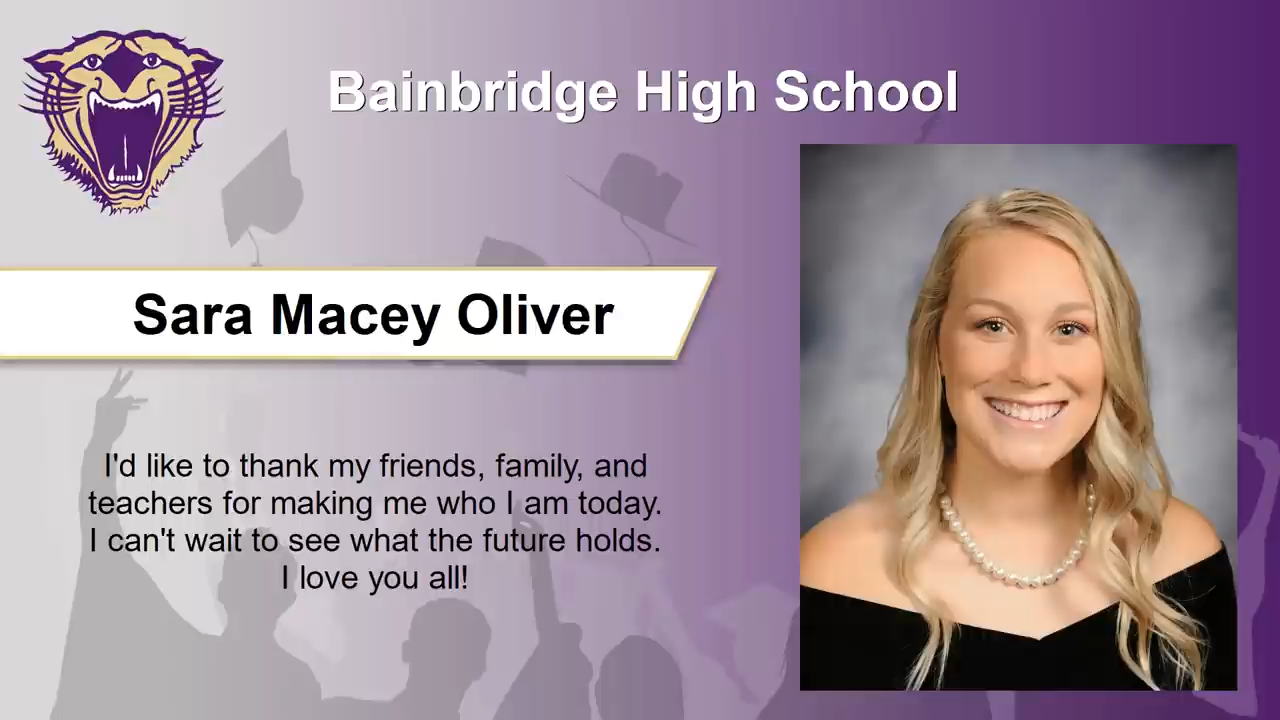 Bainbridge High School
Sara Macey Oliver
I'd like to thank my friends, family, and
teachers for making me who I am today.
I can't wait to see what the future holds.
I love you all!